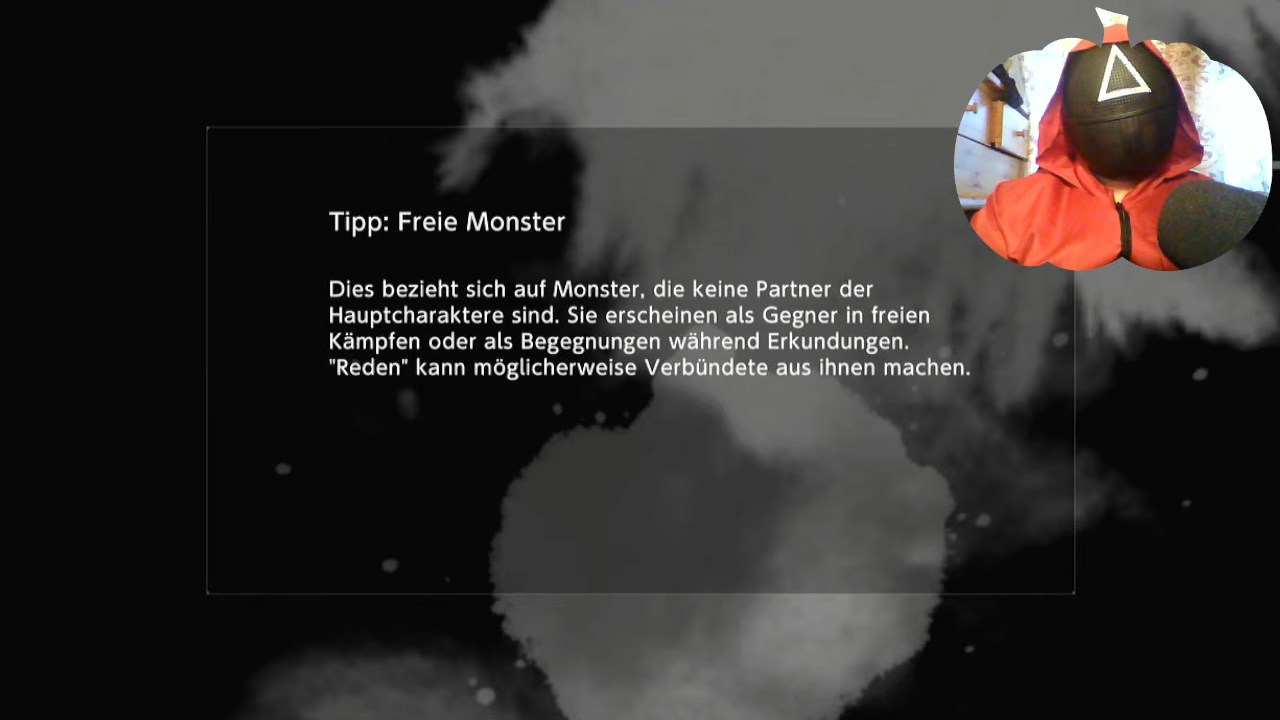 Tipp: Freie Monster
Dies bezieht sich auf Monster, die keine Partner der
Hauptcharaktere sind. Sie erscheinen als Gegner in freien
Kämpfen oder als Begegnungen während Erkundungen.
"Reden" kann möglicherweise Verbündete aus ihnen machen.